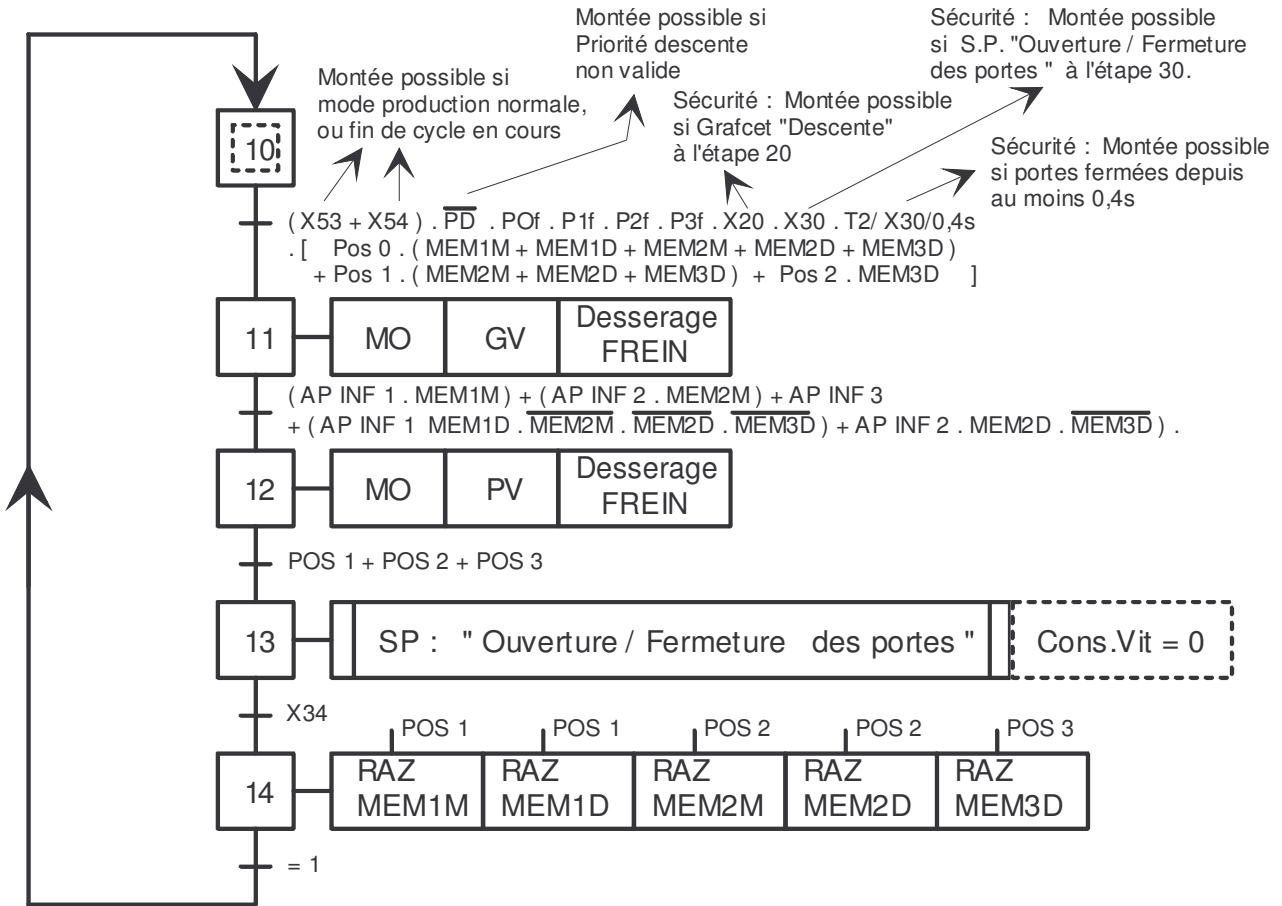 Montée possible si
Priorité descente
non valide
Sécurité : Montée possible
si S.P. "Ouverture / Fermeture
des portes " à l'étape 30.
Montée possible si
mode production normale,
ou fin de cycle en cours
Sécurité : Montée possible
si Grafcet "Descente"
à l'étape 20
Sécurité : Montée possible
si portes fermées depuis
au moins 0,4s
10
( X53 + X54 ) . P̅D̅ . POf . P1f . P2f . P3f . X20 . X30 . T2/ X30/0,4s
. [ Pos 0 . ( MEM1M + MEM1D + MEM2M + MEM2D + MEM3D )
+ Pos 1 . ( MEM2M + MEM2D + MEM3D ) + Pos 2 . MEM3D ]
11
MO
GV
Desserage
FREIN
( AP INF 1 . MEM1M ) + ( AP INF 2 . MEM2M ) + AP INF 3
+ ( AP INF 1 MEM1D . M̅E̅M̅2̅M̅ . M̅E̅M̅2̅D̅ . M̅E̅M̅3̅D̅ ) + AP INF 2 . MEM2D . M̅E̅M̅3̅D̅ ) .
12
MO
PV
Desserage
FREIN
POS 1 + POS 2 + POS 3
13
SP : " Ouverture / Fermeture des portes "
Cons.Vit = 0
X34
POS 1
POS 1
POS 2
POS 2
POS 3
14
RAZ
MEM1M
RAZ
MEM1D
RAZ
MEM2M
RAZ
MEM2D
RAZ
MEM3D
= 1